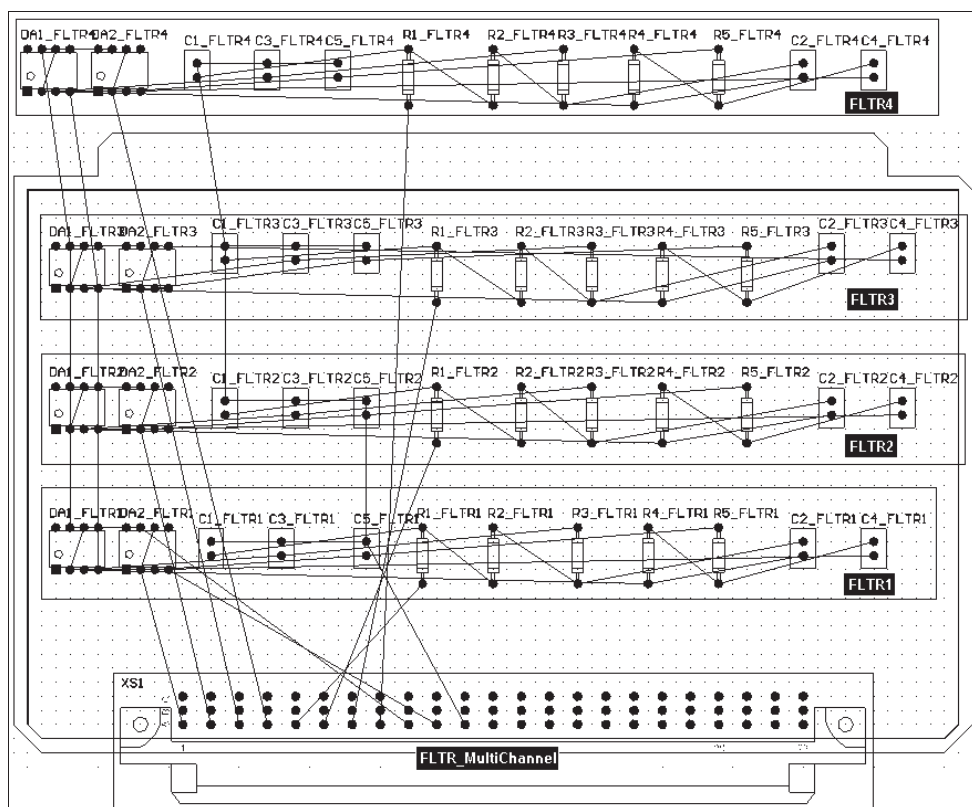 DA1_FLTR4 DA2_FLTR4 C1_FLTR4 C3_FLTR4 C5_FLTR4 R1_FLTR4 R2_FLTR4 R3_FLTR4 R4_FLTR4 R5_FLTR4 C2_FLTR4 C4_FLTR4
FLTR4
DA1_FLTR3 DA2_FLTR3 C1_FLTR3 C3_FLTR3 C5_FLTR3 R1_FLTR3 R2_FLTR3 R3_FLTR3 R4_FLTR3 R5_FLTR3 C2_FLTR3 C4_FLTR3
FLTR3
DA1_FLTR2 DA2_FLTR2 C1_FLTR2 C3_FLTR2 C5_FLTR2 R1_FLTR2 R2_FLTR2 R3_FLTR2 R4_FLTR2 R5_FLTR2 C2_FLTR2 C4_FLTR2
FLTR2
DA1_FLTR1 DA2_FLTR1 C1_FLTR1 C3_FLTR1 C5_FLTR1 R1_FLTR1 R2_FLTR1 R3_FLTR1 R4_FLTR1 R5_FLTR1 C2_FLTR1 C4_FLTR1
FLTR1
XS1
1
FLTR_MultiChannel